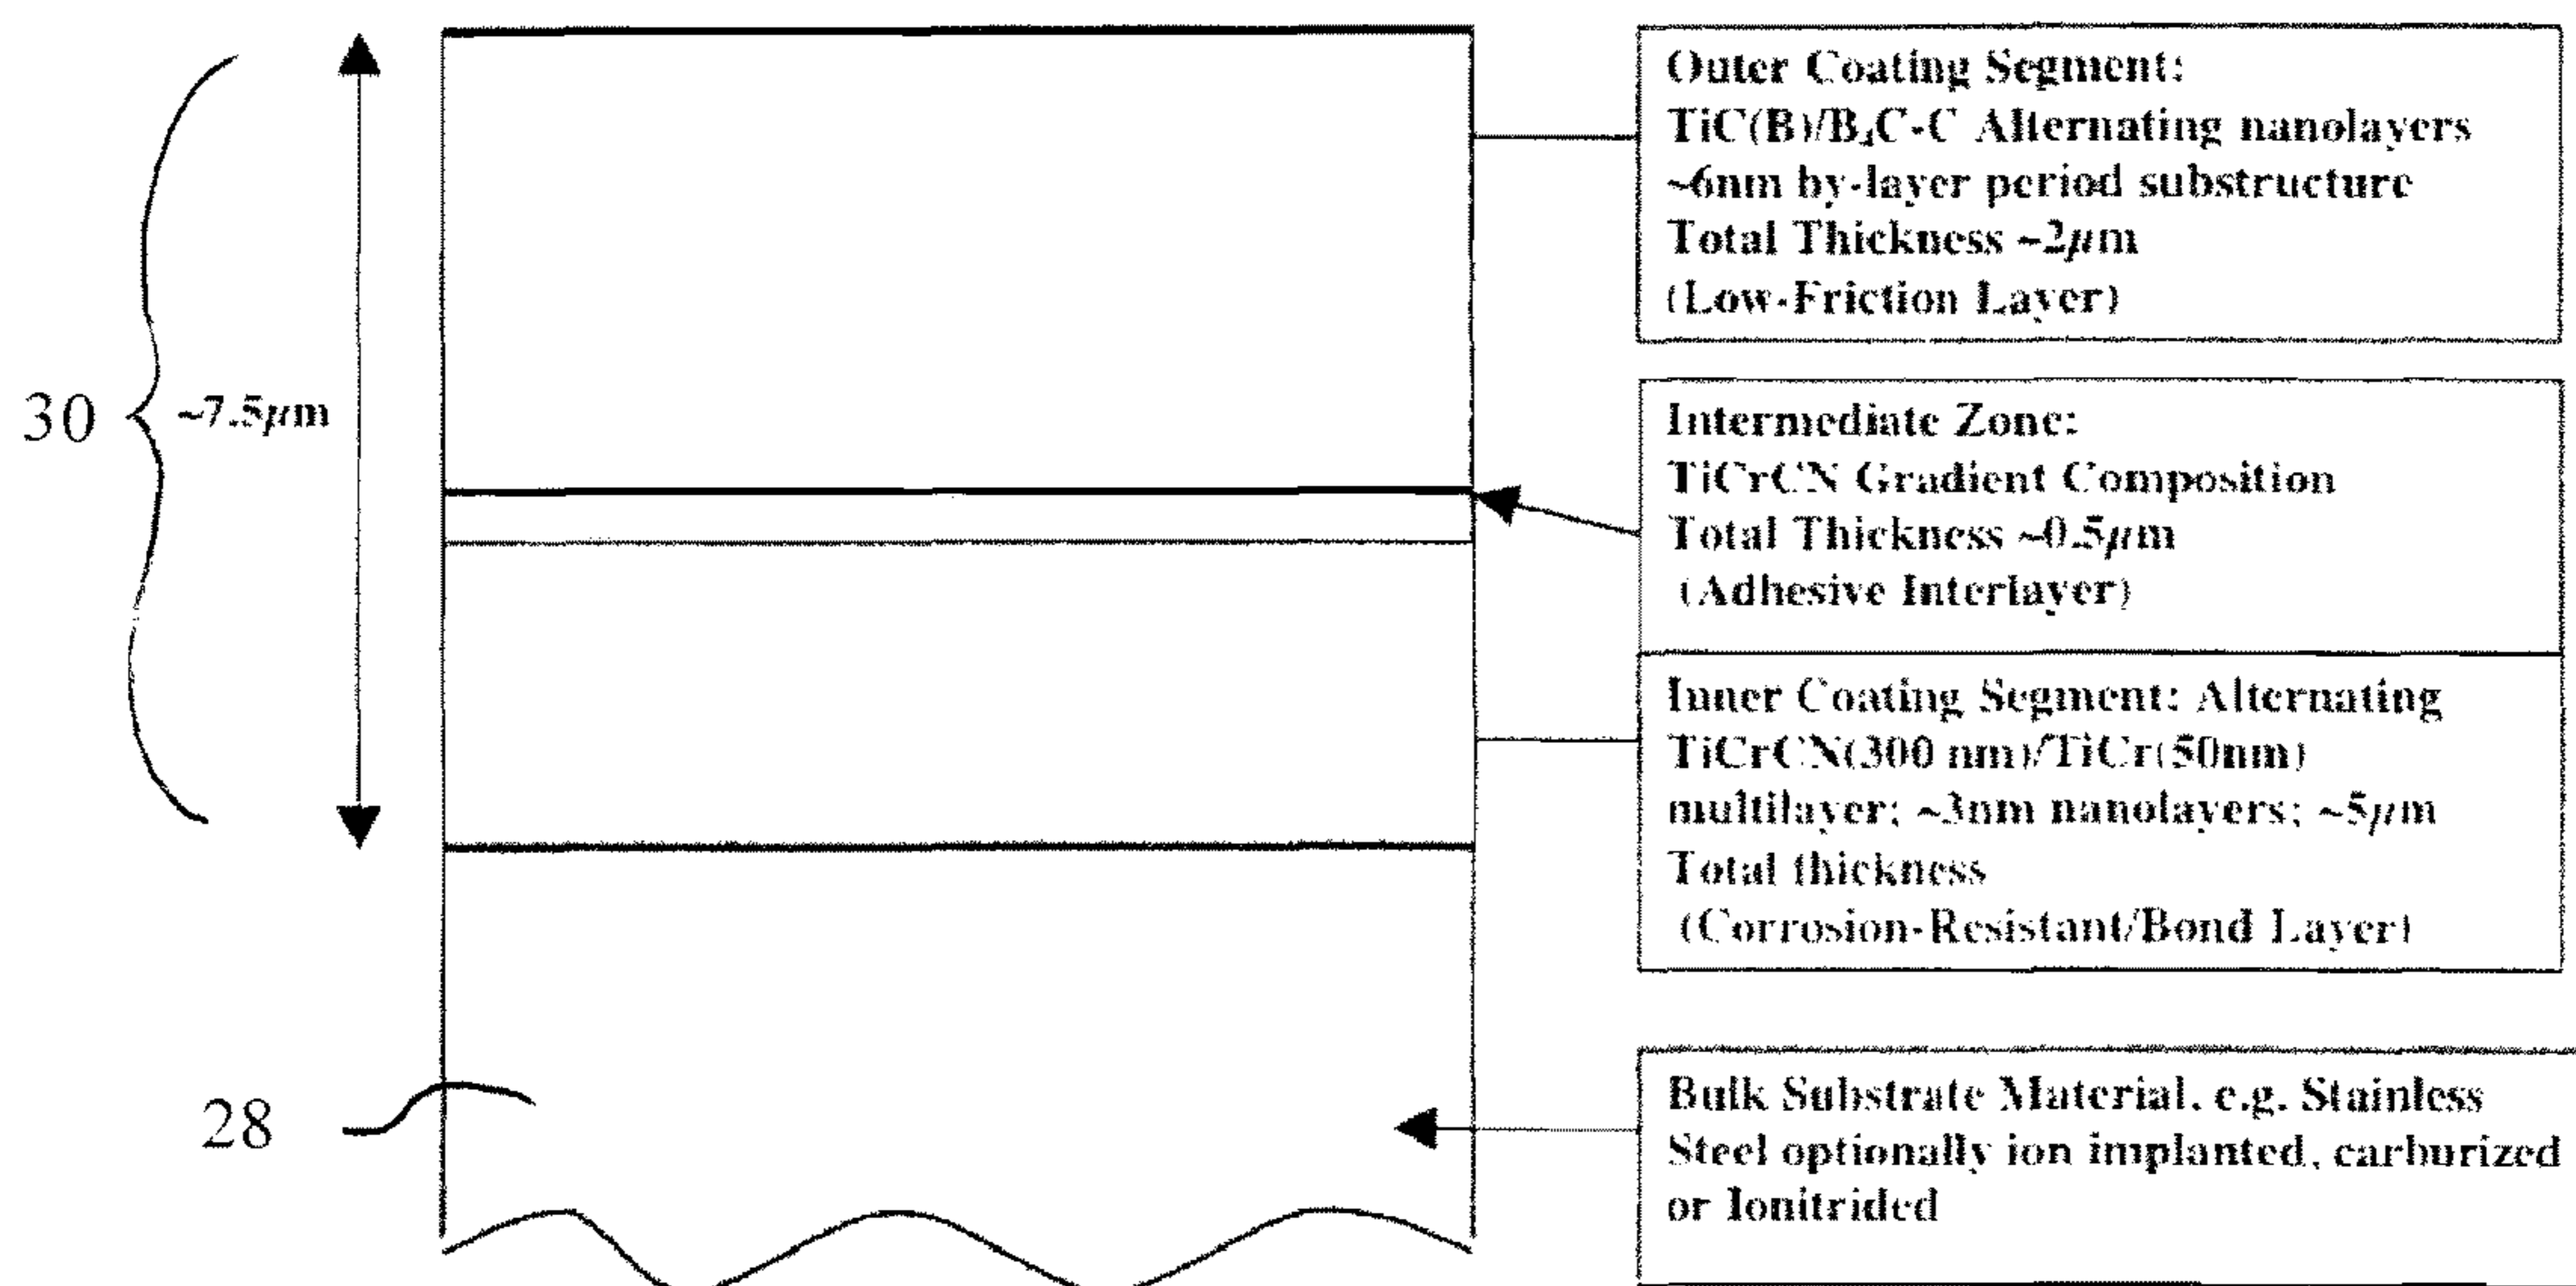 Outer Coating Segment:
TiC(B)/B₄C-C Alternating nanolayers
~6nm by-layer period substructure
Total Thickness ~2μm
(Low-Friction Layer)
30
~7.5μm
Intermediate Zone:
TiCrCN Gradient Composition
Total Thickness ~0.5μm
(Adhesive Interlayer)
Inner Coating Segment: Alternating
TiCrCN(300 nm)/TiCr(50nm)
multilayer; ~3nm nanolayers; ~5μm
Total thickness
(Corrosion-Resistant/Bond Layer)
28
Bulk Substrate Material, e.g. Stainless
Steel optionally ion implanted, carburized
or Ionitrided